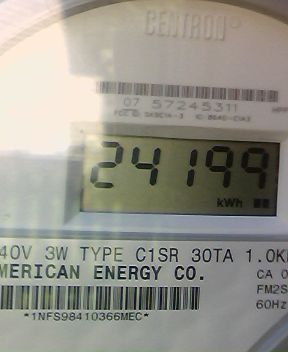 CENTRON
07 57245311
24199
kWh
40V 3W TYPE C1SR 30TA 1.0K
MERICAN ENERGY CO. CA 0
FM2S
60Hz
*1NFS98410366MEC*